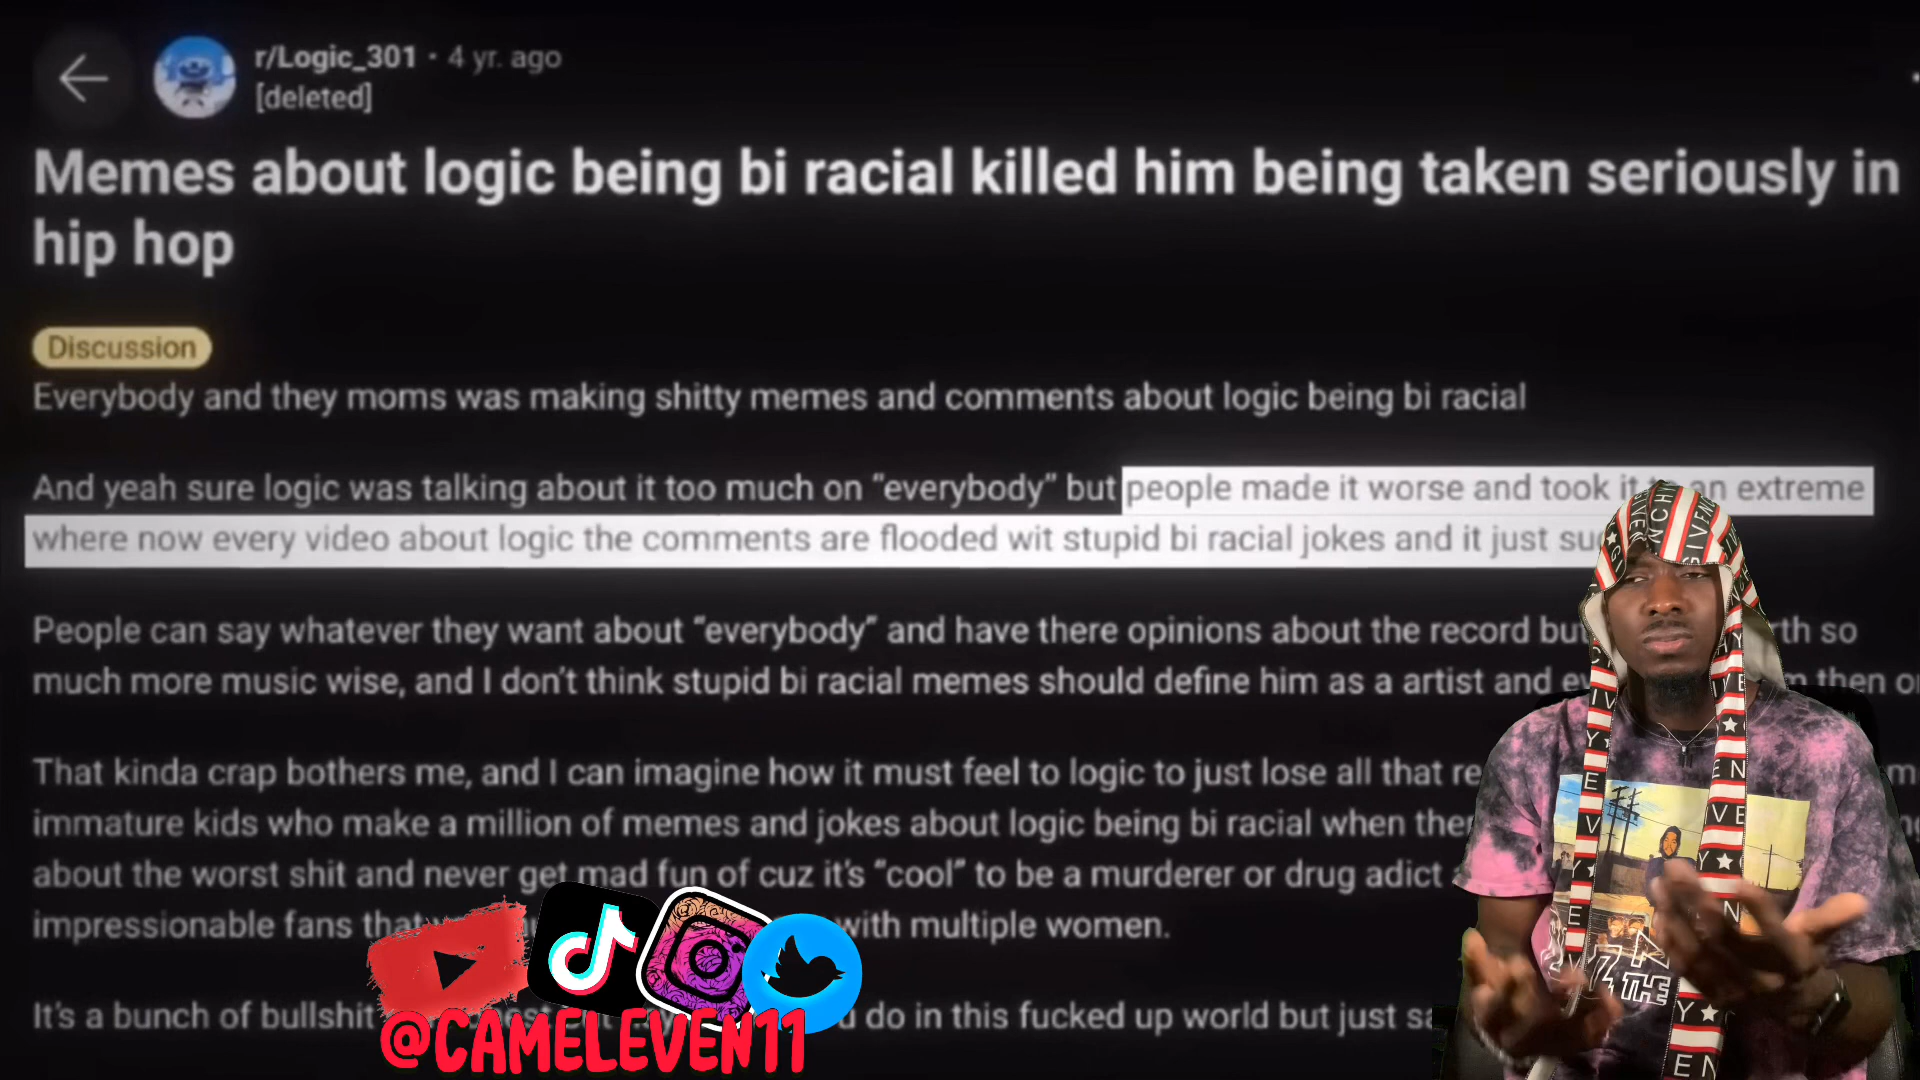 r/Logic_301 · 4 yr. ago
[deleted]
Memes about logic being bi racial killed him being taken seriously in
hip hop
Discussion
Everybody and they moms was making shitty memes and comments about logic being bi racial
And yeah sure logic was talking about it too much on “everybody” but people made it worse and took it an extreme
where now every video about logic the comments are flooded wit stupid bi racial jokes and it just
People can say whatever they want about “everybody” and have there opinions about the record so
much more music wise, and I don’t think stupid bi racial memes should define him as a artist and then
That kinda crap bothers me, and I can imagine how it must feel to logic to just lose all that
immature kids who make a million of memes and jokes about logic being bi racial when
about the worst shit and never get mad fun of cuz it’s “cool” to be a murderer or drug adict
impressionable fans with multiple women.
It’s a bunch of bullshit do in this fucked up world but just
@CAMELEVEN11
THE